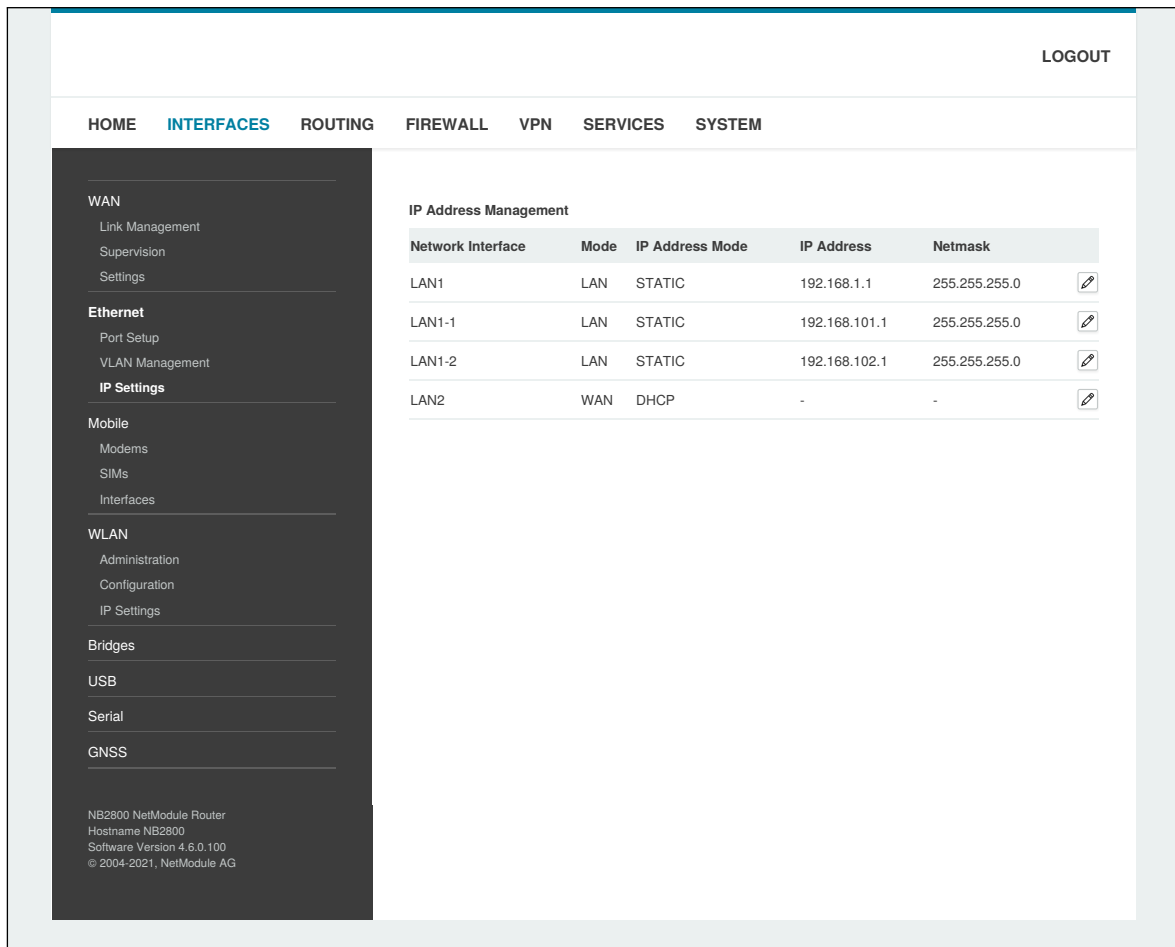 LOGOUT
HOME INTERFACES ROUTING FIREWALL VPN SERVICES SYSTEM
WAN
Link Management
Supervision
Settings
Ethernet
Port Setup
VLAN Management
IP Settings
Mobile
Modems
SIMs
Interfaces
WLAN
Administration
Configuration
IP Settings
Bridges
USB
Serial
GNSS
NB2800 NetModule Router
Hostname NB2800
Software Version 4.6.0.100
© 2004-2021, NetModule AG
IP Address Management
Network Interface Mode IP Address Mode IP Address Netmask
LAN1 LAN STATIC 192.168.1.1 255.255.255.0
LAN1-1 LAN STATIC 192.168.101.1 255.255.255.0
LAN1-2 LAN STATIC 192.168.102.1 255.255.255.0
LAN2 WAN DHCP - -